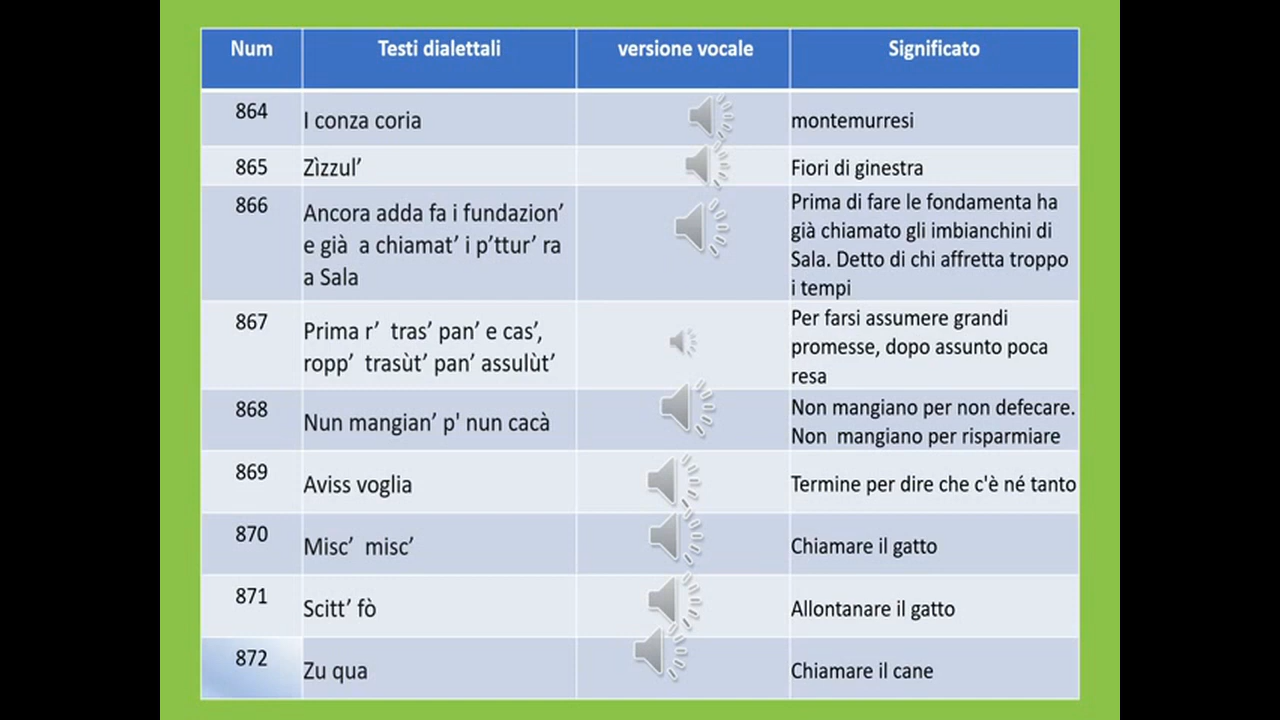 Num Testi dialettali versione vocale Significato
864 I conza coria montemurresi
865 Zìzzul’ Fiori di ginestra
866 Ancora adda fa i fundazion’
e già  a chiamat’ i p’ttur’ ra
a Sala
Prima di fare le fondamenta ha
già chiamato gli imbianchini di
Sala. Detto di chi affretta troppo
i tempi
867 Prima r’  tras’ pan’ e cas’,
ropp’  trasùt’ pan’ assulùt’
Per farsi assumere grandi
promesse, dopo assunto poca
resa
868 Nun mangian’ p' nun cacà
Non mangiano per non defecare.
Non  mangiano per risparmiare
869 Aviss voglia Termine per dire che c'è né tanto
870 Misc’  misc’ Chiamare il gatto
871 Scitt’ fò Allontanare il gatto
872 Zu qua Chiamare il cane